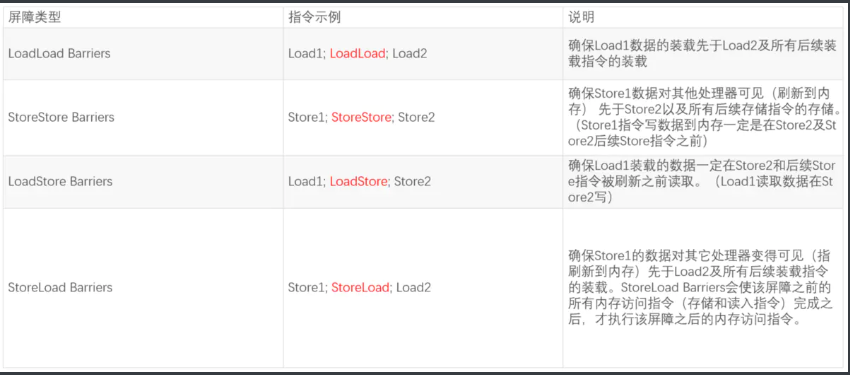 屏障类型 指令示例 说明
LoadLoad Barriers Load1; LoadLoad; Load2 确保Load1数据的装载先于Load2及所有后续装
载指令的装载
StoreStore Barriers Store1; StoreStore; Store2 确保Store1数据对其他处理器可见（刷新到内
存） 先于Store2以及所有后续存储指令的存储。
（Store1指令写数据到内存一定是在Store2及St
ore2后续Store指令之前）
LoadStore Barriers Load1; LoadStore; Store2 确保Load1装载的数据一定在Store2和后续Stor
e指令被刷新之前读取。（Load1读取数据在St
ore2写）
StoreLoad Barriers Store1; StoreLoad; Load2 确保Store1的数据对其它处理器变得可见（指
刷新到内存）先于Load2及所有后续装载指令
的装载。StoreLoad Barriers会使该屏障之前的
所有内存访问指令（存储和读入指令）完成之
后，才执行该屏障之后的内存访问指令。